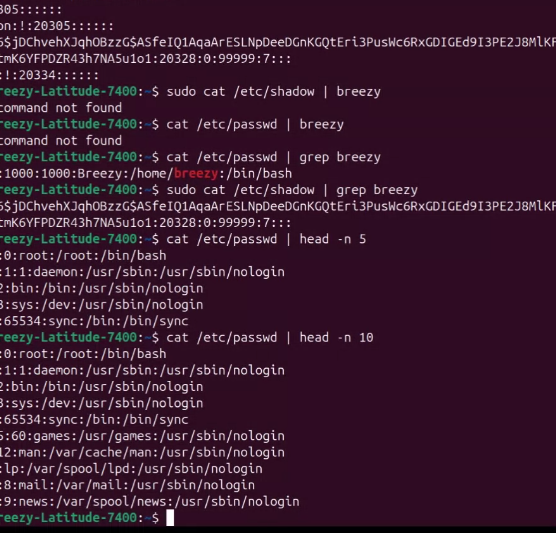 305::::::
on:!:20305::::::
6$jDChvehXJqhOBzzG$ASfeIQ1AqaArESLNpDeeDGnKGQtEri3PusWc6RxGDIGEd9I3PE2J8MlKF
tmK6YFPDZR43h7NA5u1o1:20328:0:99999:7:::
:!:20334::::::
reezy-Latitude-7400:~$ sudo cat /etc/shadow | breezy
command not found
reezy-Latitude-7400:~$ cat /etc/passwd | breezy
command not found
reezy-Latitude-7400:~$ cat /etc/passwd | grep breezy
:1000:1000:Breezy:/home/breezy:/bin/bash
reezy-Latitude-7400:~$ sudo cat /etc/shadow | grep breezy
6$jDChvehXJqhOBzzG$ASfeIQ1AqaArESLNpDeeDGnKGQtEri3PusWc6RxGDIGEd9I3PE2J8MlKF
tmK6YFPDZR43h7NA5u1o1:20328:0:99999:7:::
reezy-Latitude-7400:~$ cat /etc/passwd | head -n 5
:0:root:/root:/bin/bash
:1:1:daemon:/usr/sbin:/usr/sbin/nologin
2:bin:/bin:/usr/sbin/nologin
3:sys:/dev:/usr/sbin/nologin
:65534:sync:/bin:/bin/sync
reezy-Latitude-7400:~$ cat /etc/passwd | head -n 10
:0:root:/root:/bin/bash
:1:1:daemon:/usr/sbin:/usr/sbin/nologin
2:bin:/bin:/usr/sbin/nologin
3:sys:/dev:/usr/sbin/nologin
:65534:sync:/bin:/bin/sync
5:60:games:/usr/games:/usr/sbin/nologin
12:man:/var/cache/man:/usr/sbin/nologin
:lp:/var/spool/lpd:/usr/sbin/nologin
:8:mail:/var/mail:/usr/sbin/nologin
:9:news:/var/spool/news:/usr/sbin/nologin
reezy-Latitude-7400:~$